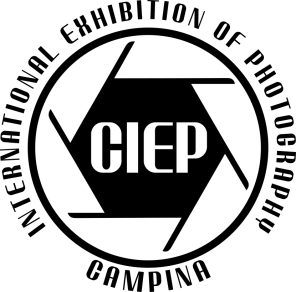 INTERNATIONAL EXHIBITION OF PHOTOGRAPHY
CIEP
CAMPINA